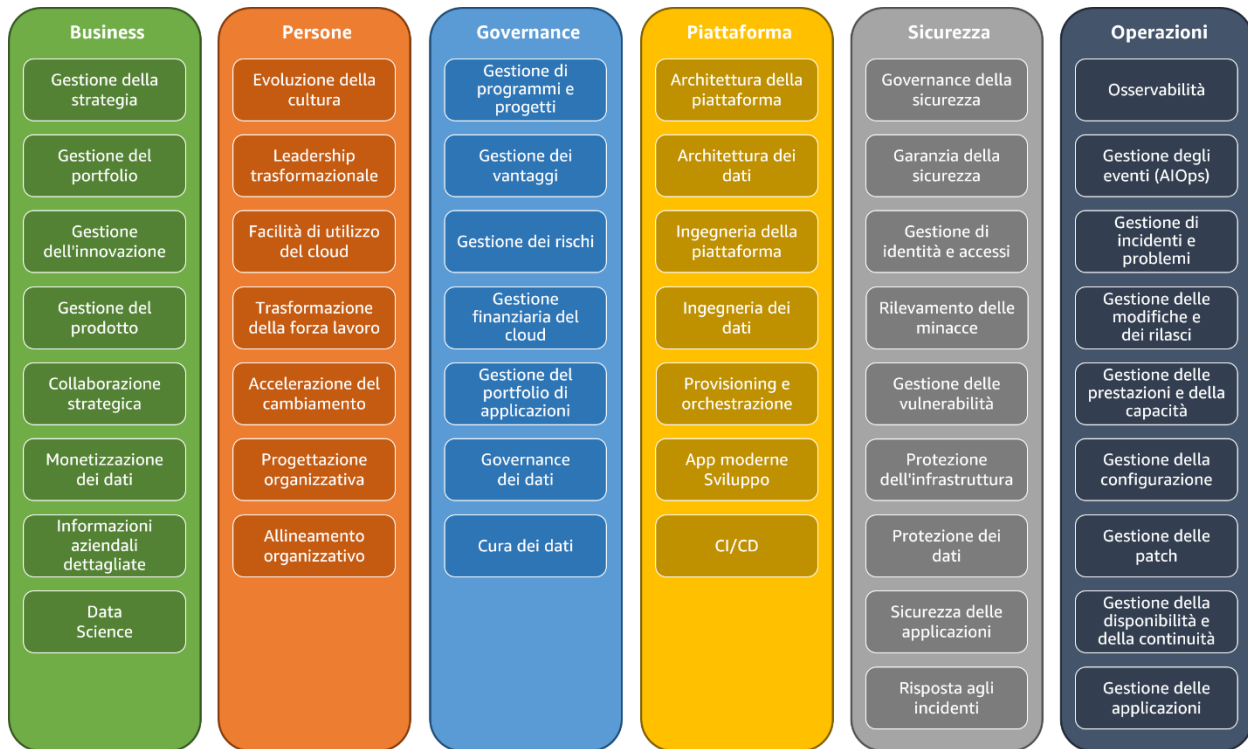 Business
Gestione della
strategia
Gestione del
portfolio
Gestione
dell'innovazione
Gestione del
prodotto
Collaborazione
strategica
Monetizzazione
dei dati
Informazioni
aziendali
dettagliate
Data
Science
Persone
Evoluzione della
cultura
Leadership
trasformazionale
Facilità di utilizzo
del cloud
Trasformazione
della forza lavoro
Accelerazione del
cambiamento
Progettazione
organizzativa
Allineamento
organizzativo
Governance
Gestione di
programmi e
progetti
Gestione dei
vantaggi
Gestione dei rischi
Gestione
finanziaria del
cloud
Gestione del
portfolio di
applicazioni
Governance
dei dati
Cura dei dati
Piattaforma
Architettura della
piattaforma
Architettura dei
dati
Ingegneria della
piattaforma
Ingegneria dei
dati
Provisioning e
orchestrazione
App moderne
Sviluppo
CI/CD
Sicurezza
Governance della
sicurezza
Garanzia della
sicurezza
Gestione di
identità e accessi
Rilevamento delle
minacce
Gestione delle
vulnerabilità
Protezione
dell'infrastruttura
Protezione dei
dati
Sicurezza delle
applicazioni
Risposta agli
incidenti
Operazioni
Osservabilità
Gestione degli
eventi (AIOps)
Gestione di
incidenti e
problemi
Gestione delle
modifiche e
dei rilasci
Gestione delle
prestazioni e della
capacità
Gestione della
configurazione
Gestione delle
patch
Gestione della
disponibilità e
della continuità
Gestione delle
applicazioni